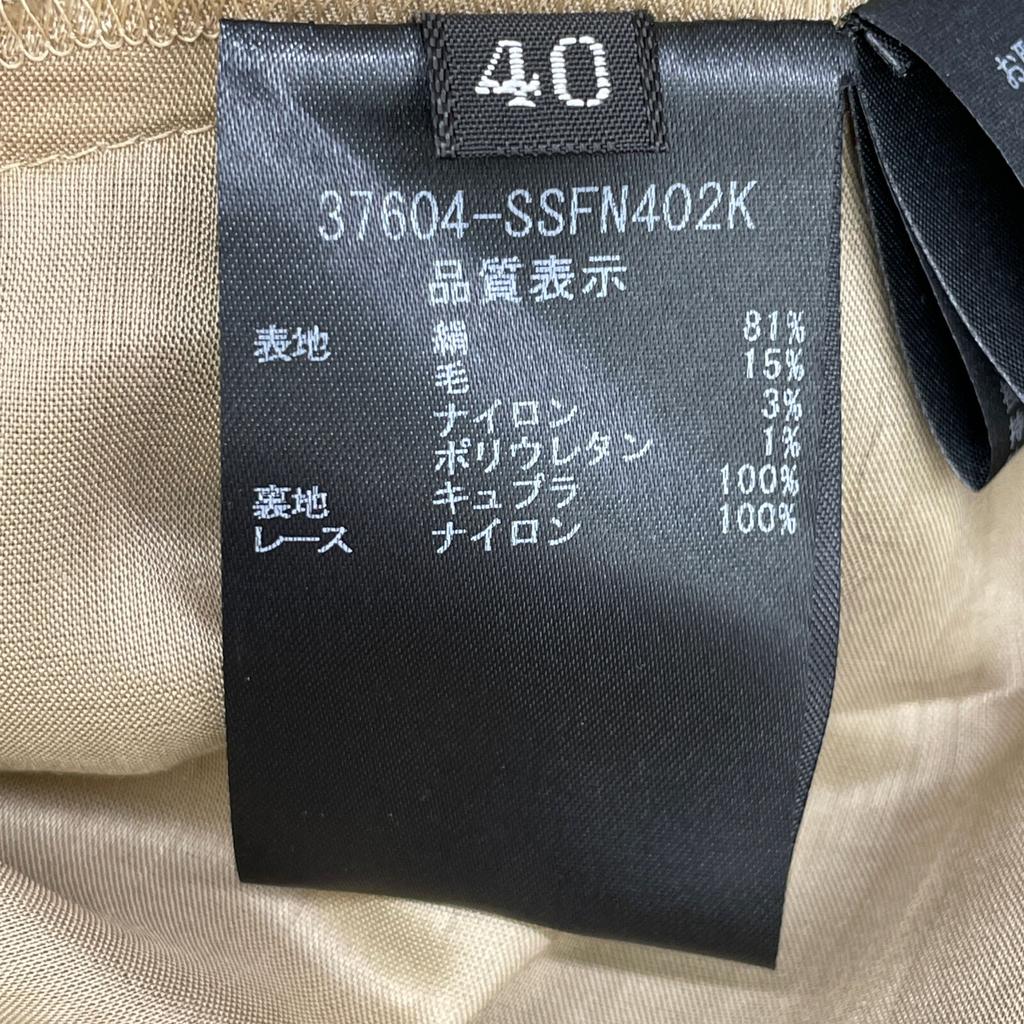 40
37604-SSFN402K
品質表示
表地 絹 81%
毛 15%
ナイロン 3%
ポリウレタン 1%
裏地 キュプラ 100%
レース ナイロン 100%